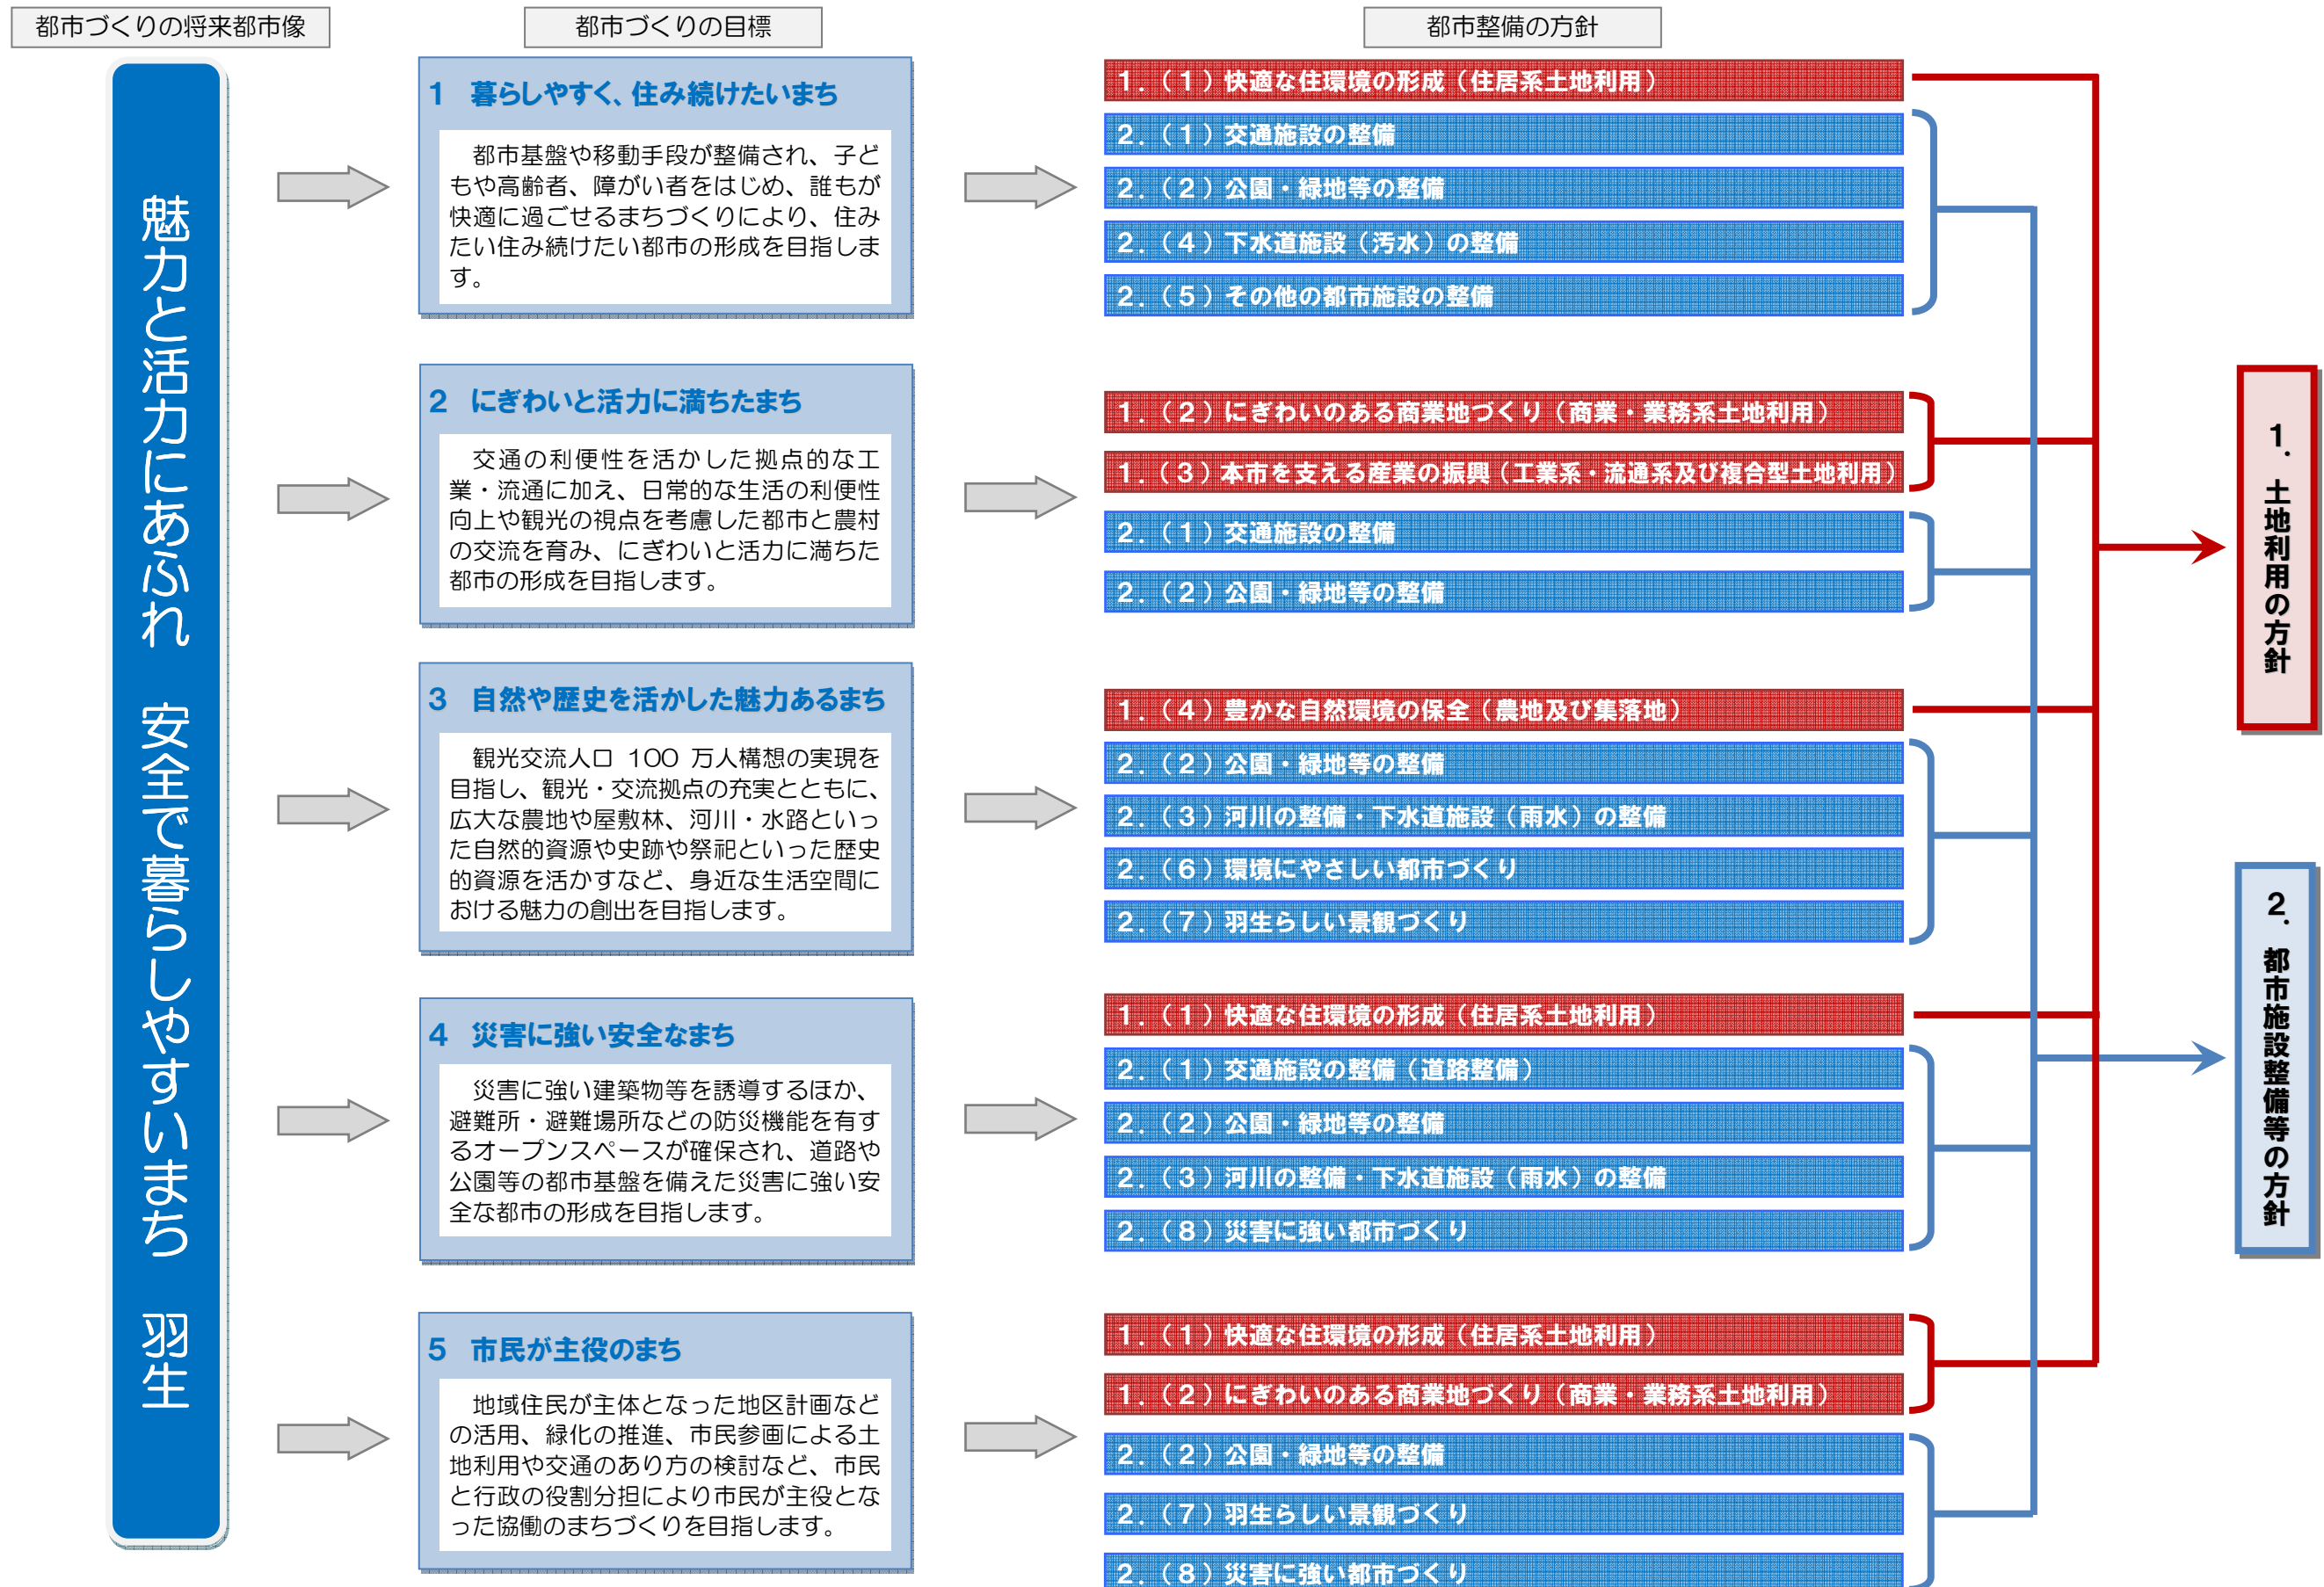 都市づくりの将来都市像
都市づくりの目標
都市整備の方針
魅力と活力にあふれ　安全で暮らしやすいまち　羽生
1　暮らしやすく、住み続けたいまち
都市基盤や移動手段が整備され、子ど
もや高齢者、障がい者をはじめ、誰もが
快適に過ごせるまちづくりにより、住み
たい住み続けたい都市の形成を目指しま
す。
1.（1）快適な住環境の形成（住居系土地利用）
2.（1）交通施設の整備
2.（2）公園・緑地等の整備
2.（4）下水道施設（汚水）の整備
2.（5）その他の都市施設の整備
2　にぎわいと活力に満ちたまち
交通の利便性を活かした拠点的な工
業・流通に加え、日常的な生活の利便性
向上や観光の視点を考慮した都市と農村
の交流を育み、にぎわいと活力に満ちた
都市の形成を目指します。
1.（2）にぎわいのある商業地づくり（商業・業務系土地利用）
1.（3）本市を支える産業の振興（工業系・流通系及び複合型土地利用）
2.（1）交通施設の整備
2.（2）公園・緑地等の整備
3　自然や歴史を活かした魅力あるまち
観光交流人口 100 万人構想の実現を
目指し、観光・交流拠点の充実とともに、
広大な農地や屋敷林、河川・水路といっ
た自然的資源や史跡や祭祀といった歴史
的資源を活かすなど、身近な生活空間に
おける魅力の創出を目指します。
1.（4）豊かな自然環境の保全（農地及び集落地）
2.（2）公園・緑地等の整備
2.（3）河川の整備・下水道施設（雨水）の整備
2.（6）環境にやさしい都市づくり
2.（7）羽生らしい景観づくり
4　災害に強い安全なまち
災害に強い建築物等を誘導するほか、
避難所・避難場所などの防災機能を有す
るオープンスペースが確保され、道路や
公園等の都市基盤を備えた災害に強い安
全な都市の形成を目指します。
1.（1）快適な住環境の形成（住居系土地利用）
2.（1）交通施設の整備（道路整備）
2.（2）公園・緑地等の整備
2.（3）河川の整備・下水道施設（雨水）の整備
2.（8）災害に強い都市づくり
5　市民が主役のまち
地域住民が主体となった地区計画など
の活用、緑化の推進、市民参画による土
地利用や交通のあり方の検討など、市民
と行政の役割分担により市民が主役とな
った協働のまちづくりを目指します。
1.（1）快適な住環境の形成（住居系土地利用）
1.（2）にぎわいのある商業地づくり（商業・業務系土地利用）
2.（2）公園・緑地等の整備
2.（7）羽生らしい景観づくり
2.（8）災害に強い都市づくり
1.　土地利用の方針
2.　都市施設整備等の方針